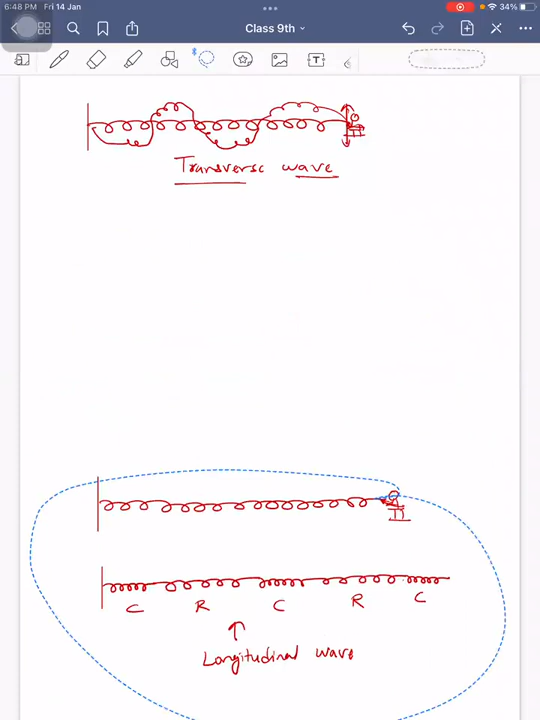 6:48 PM Fri 14 Jan
34%
Class 9th
Transverse wave
C R C R C
Longitudinal wave